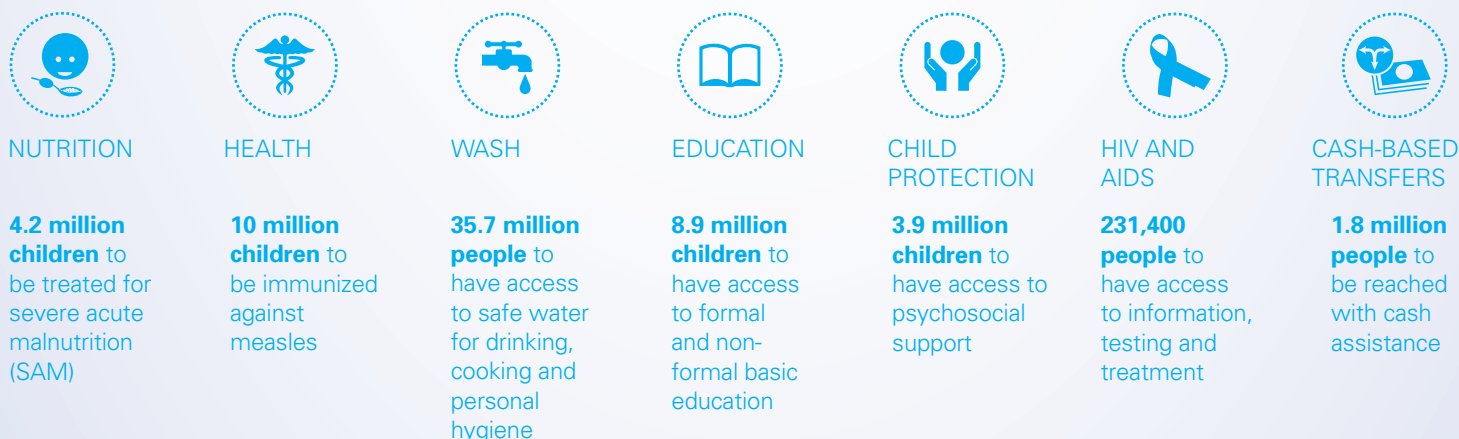 NUTRITION
4.2 million
children to
be treated for
severe acute
malnutrition
(SAM)
HEALTH
10 million
children to
be immunized
against
measles
WASH
35.7 million
people to
have access
to safe water
for drinking,
cooking and
personal
hygiene
EDUCATION
8.9 million
children to
have access
to formal
and non-
formal basic
education
CHILD
PROTECTION
3.9 million
children to
have access to
psychosocial
support
HIV AND
AIDS
231,400
people to
have access
to information,
testing and
treatment
CASH-BASED
TRANSFERS
1.8 million
people to
be reached
with cash
assistance